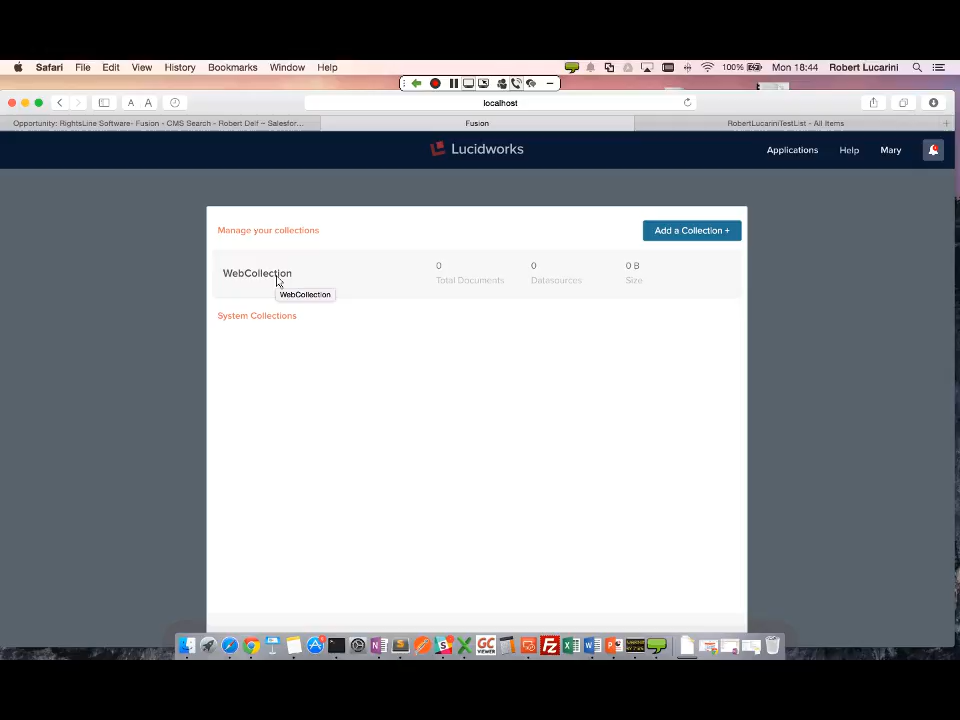 Safari File Edit View History Bookmarks Window Help 100% Mon 18:44 Robert Lucarini
A A localhost
Opportunity: RightsLine Software- Fusion - CMS Search - Robert Delf ~ Salesfor... Fusion RobertLucariniTestList - All Items
Lucidworks Applications Help Mary
Manage your collections Add a Collection +
WebCollection 0 0 0 B
Total Documents Datasources Size
WebCollection
System Collections